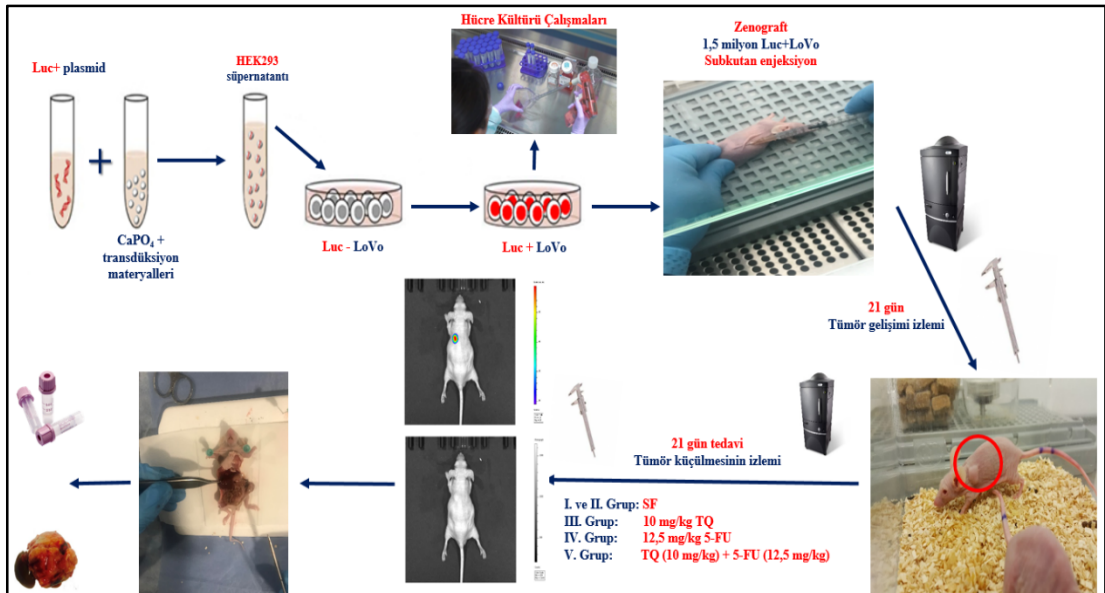 Luc+ plasmid
CaPO₄ +
transdüksiyon
materyalleri
HEK293
süpernatantı
Luc - LoVo
Luc + LoVo
Hücre Kültürü Çalışmaları
Zenograft
1,5 milyon Luc+LoVo
Subkutan enjeksiyon
21 gün
Tümör gelişimi izlemi
21 gün tedavi
Tümör küçülmesinin izlemi
I. ve II. Grup: SF
III. Grup: 10 mg/kg TQ
IV. Grup: 12,5 mg/kg 5-FU
V. Grup: TQ (10 mg/kg) + 5-FU (12,5 mg/kg)